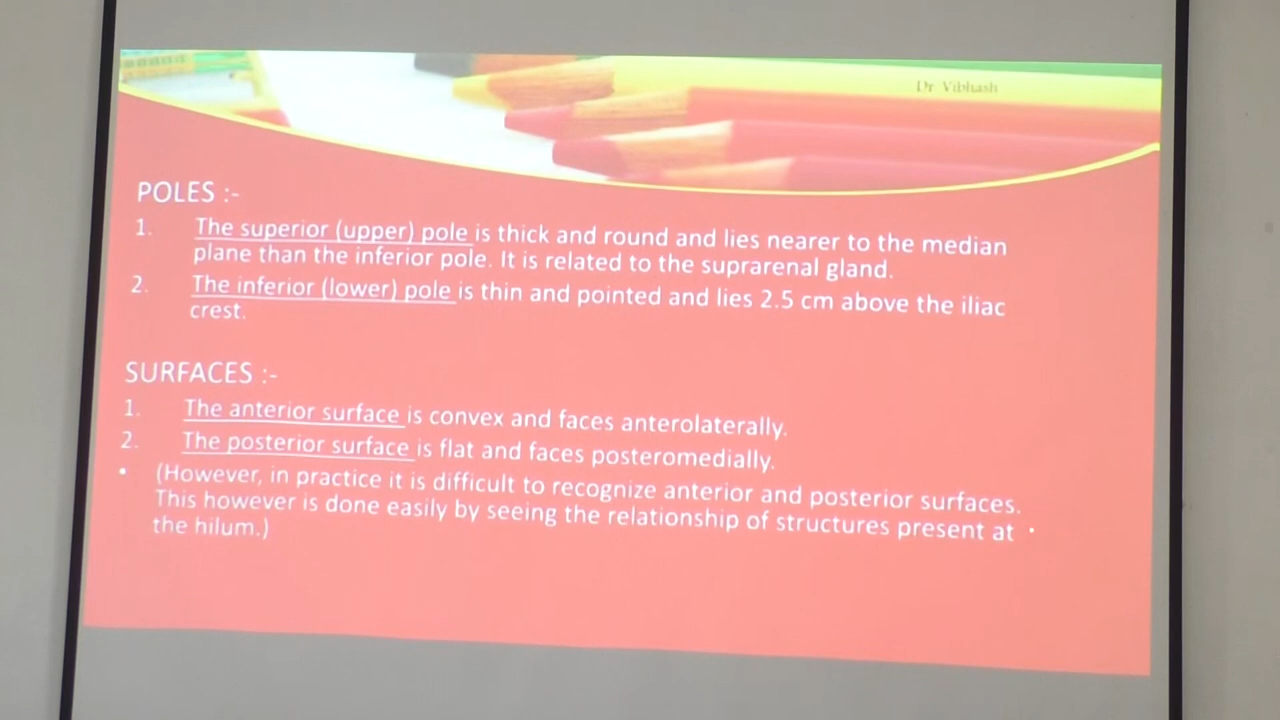 Dr Vibhash
POLES :-
1. The superior (upper) pole is thick and round and lies nearer to the median
plane than the inferior pole. It is related to the suprarenal gland.
2. The inferior (lower) pole is thin and pointed and lies 2.5 cm above the iliac
crest.
SURFACES :-
1. The anterior surface is convex and faces anterolaterally.
2. The posterior surface is flat and faces posteromedially.
• (However, in practice it is difficult to recognize anterior and posterior surfaces.
This however is done easily by seeing the relationship of structures present at
the hilum.)